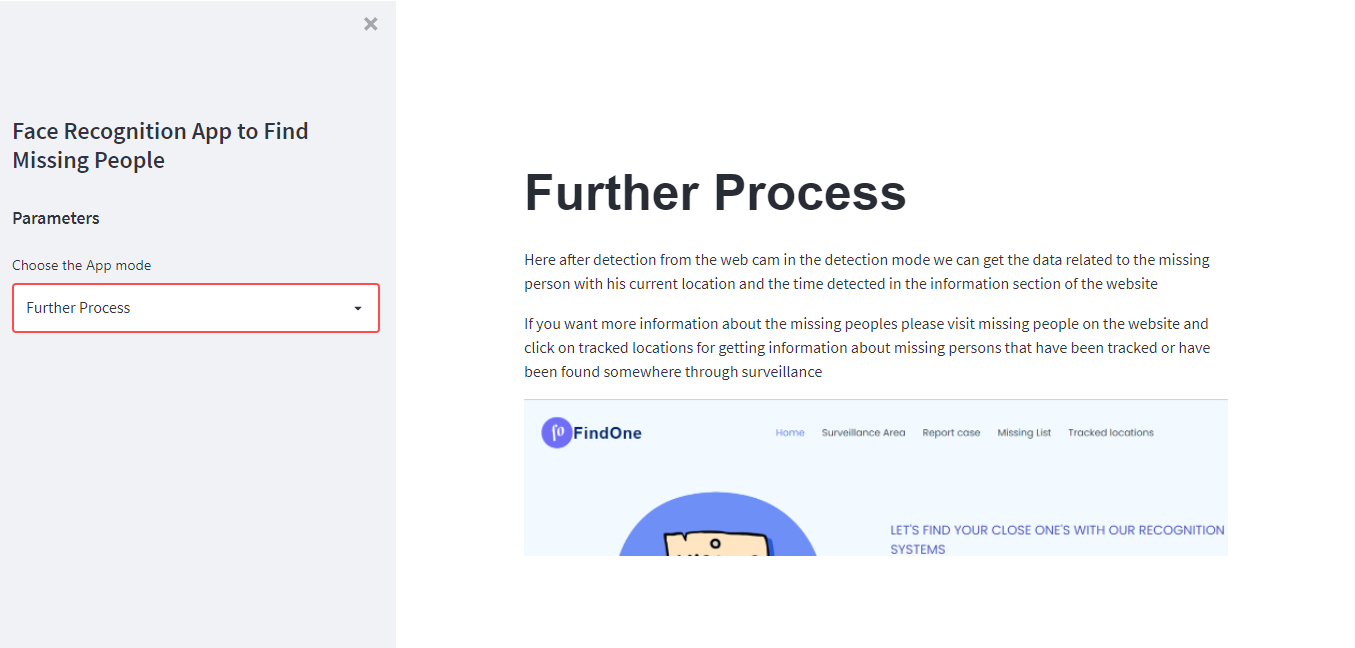 Face Recognition App to Find
Missing People
Parameters
Choose the App mode
Further Process
Further Process
Here after detection from the web cam in the detection mode we can get the data related to the missing
person with his current location and the time detected in the information section of the website
If you want more information about the missing peoples please visit missing people on the website and
click on tracked locations for getting information about missing persons that have been tracked or have
been found somewhere through surveillance
fo FindOne
Home Surveillance Area Report case Missing List Tracked locations
LET'S FIND YOUR CLOSE ONE'S WITH OUR RECOGNITION
SYSTEMS